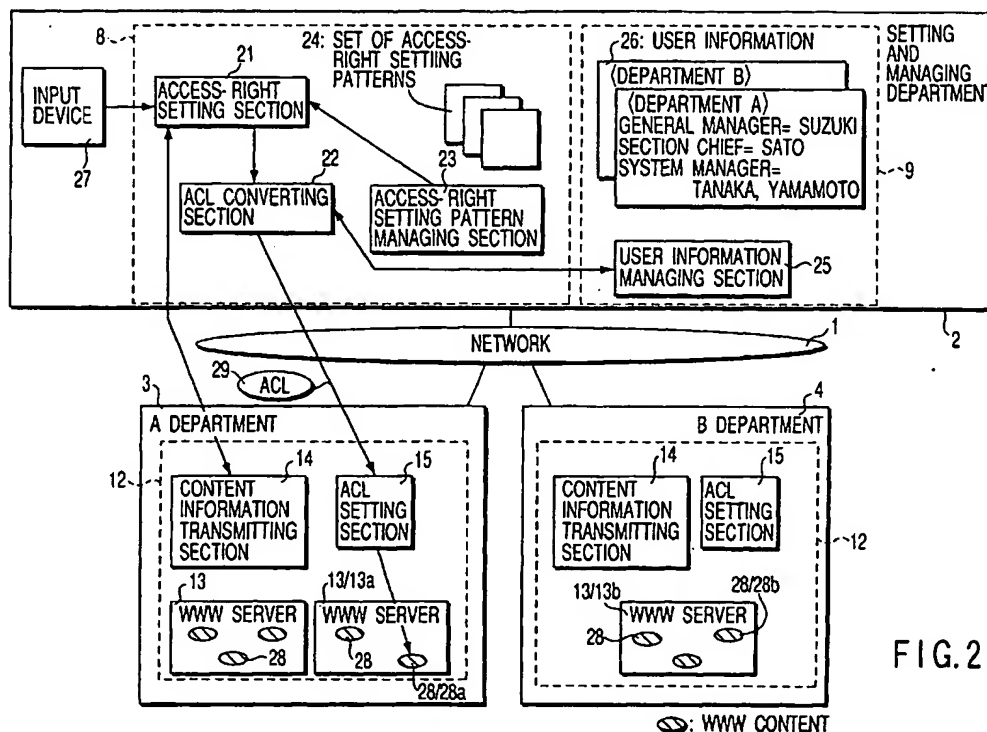 8
24: SET OF ACCESS-
RIGHT SETTING
PATTERNS
26: USER INFORMATION
SETTING
AND
MANAGING
DEPARTMENT
INPUT
DEVICE
27
21
ACCESS-RIGHT
SETTING SECTION
22
ACL CONVERTING
SECTION
23
ACCESS-RIGHT
SETTING PATTERN
MANAGING SECTION
⟨DEPARTMENT B⟩
⟨DEPARTMENT A⟩
GENERAL MANAGER= SUZUKI
SECTION CHIEF= SATO
SYSTEM MANAGER=
TANAKA, YAMAMOTO
9
USER INFORMATION
MANAGING SECTION
25
2
NETWORK
1
29
ACL
3
A DEPARTMENT
12
14
CONTENT
INFORMATION
TRANSMITTING
SECTION
15
ACL
SETTING
SECTION
13
WWW SERVER
28
13/13a
WWW SERVER
28
28/28a
4
B DEPARTMENT
14
CONTENT
INFORMATION
TRANSMITTING
SECTION
15
ACL
SETTING
SECTION
12
13/13b
WWW SERVER
28
28/28b
FIG.2
: WWW CONTENT